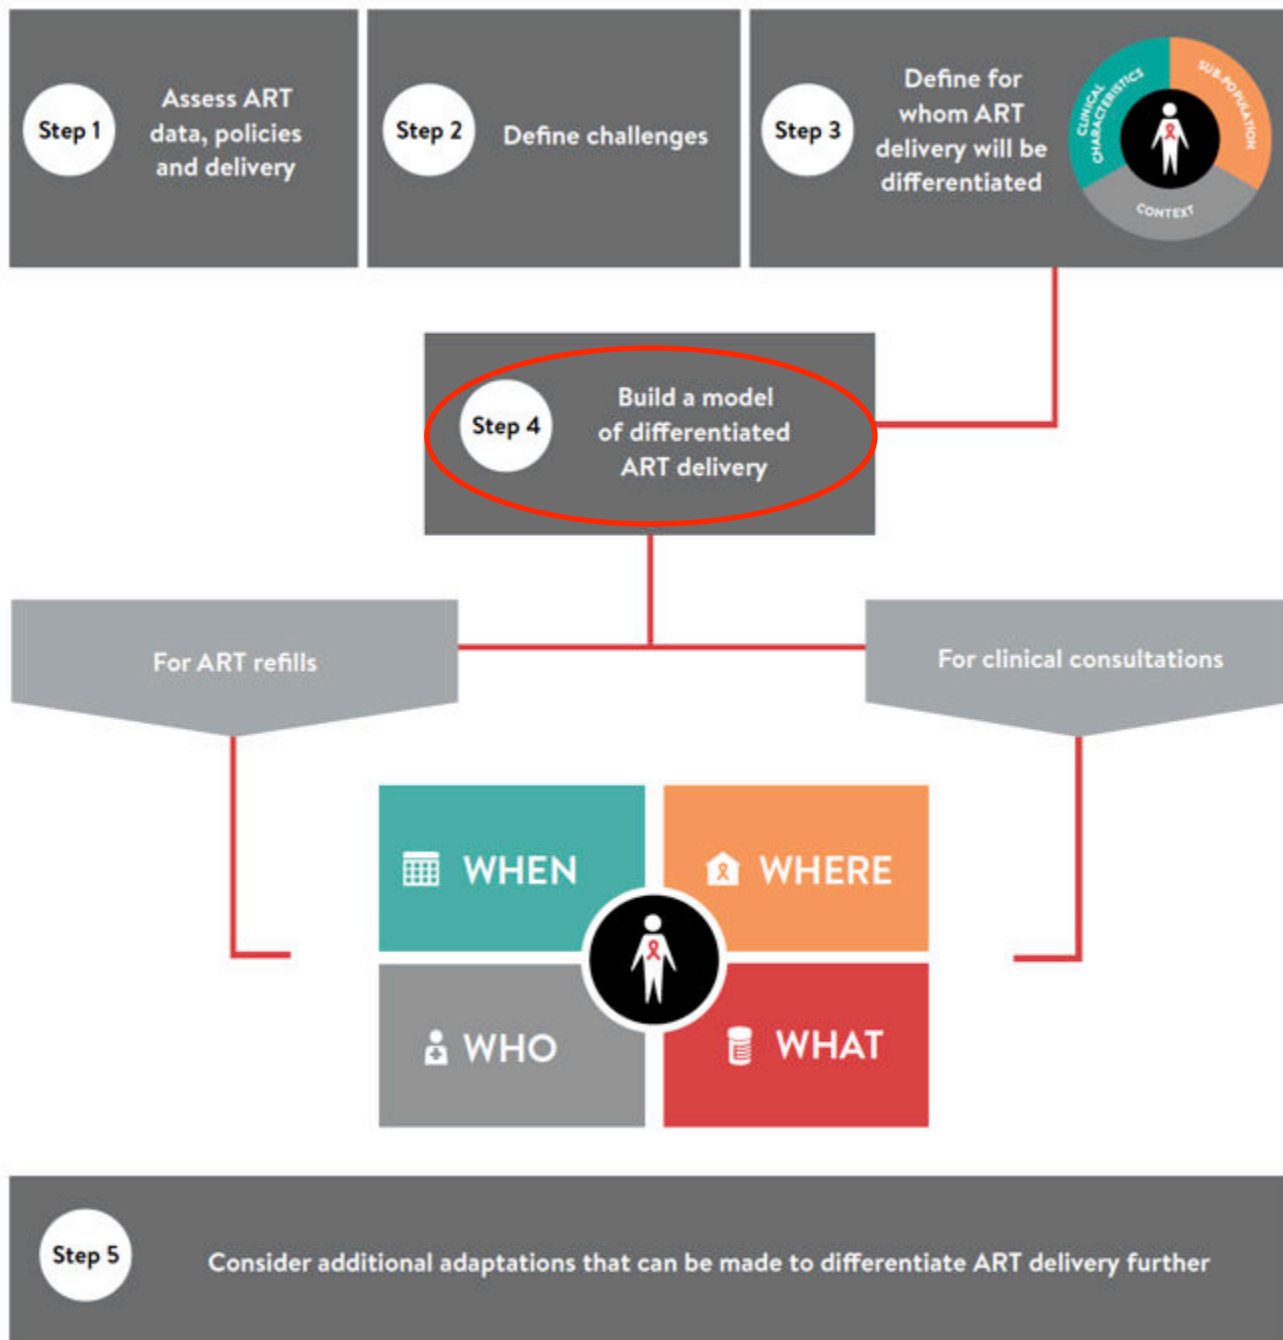 Step 1
Assess ART
data, policies
and delivery
Step 2
Define challenges
Step 3
Define for
whom ART
delivery will be
differentiated
CLINICAL
CHARACTERISTICS
SUB-POPULATION
CONTEXT
Step 4
Build a model
of differentiated
ART delivery
For ART refills
For clinical consultations
WHEN
WHERE
WHO
WHAT
Step 5
Consider additional adaptations that can be made to differentiate ART delivery further